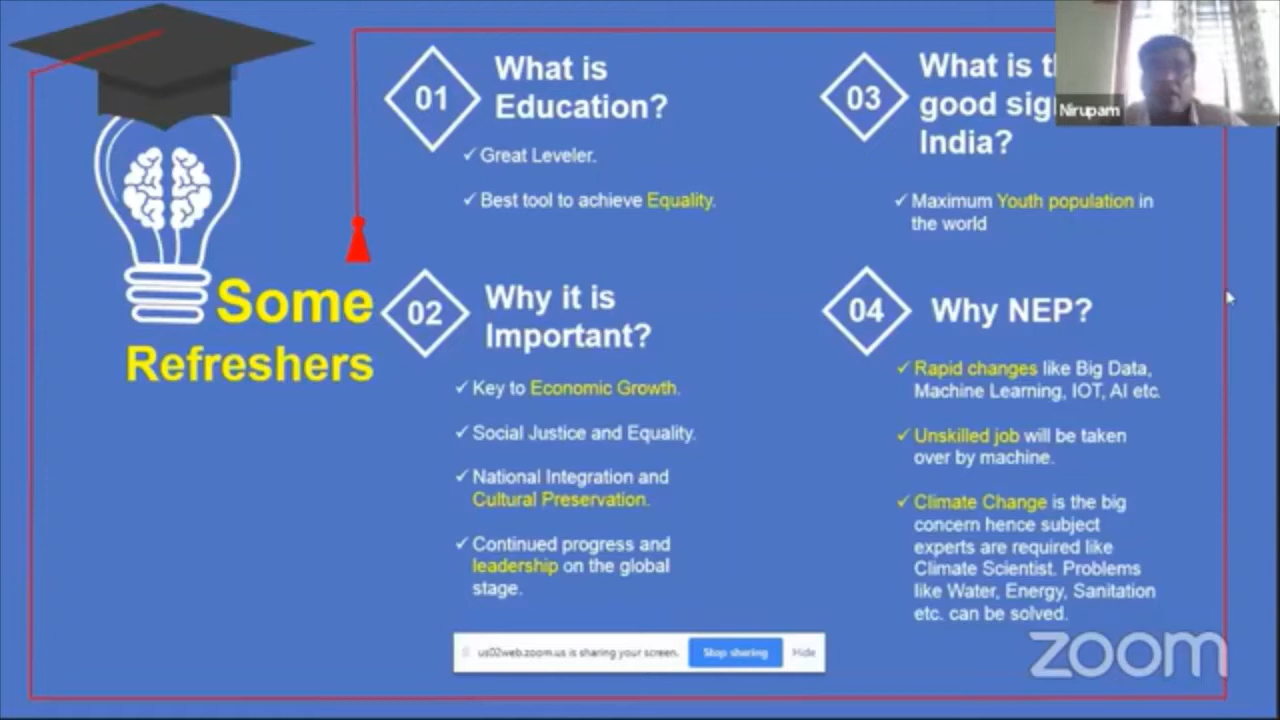 Some
Refreshers
01
What is
Education?
✓ Great Leveler.
✓ Best tool to achieve Equality.
02
Why it is
Important?
✓ Key to Economic Growth.
✓ Social Justice and Equality.
✓ National Integration and
Cultural Preservation.
✓ Continued progress and
leadership on the global
stage.
03
What is
good
India?
✓ Maximum Youth population in
the world
04
Why NEP?
✓ Rapid changes like Big Data,
Machine Learning, IOT, AI etc.
✓ Unskilled job will be taken
over by machine.
✓ Climate Change is the big
concern hence subject
experts are required like
Climate Scientist. Problems
like Water, Energy, Sanitation
etc. can be solved.
Nirupam
us02web.zoom.us is sharing your screen.
Stop sharing
Hide
zoom